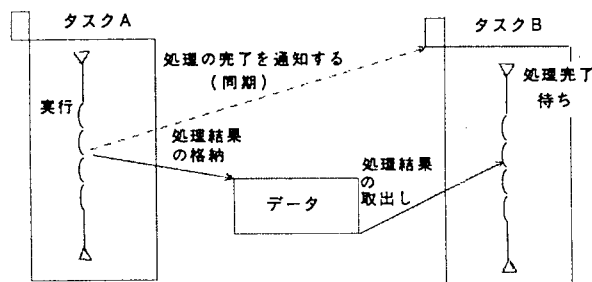 タスクA
タスクB
処理の完了を通知する
(同期)
処理完了
待ち
実行
処理結果
の格納
処理結果
の
取出し
データ